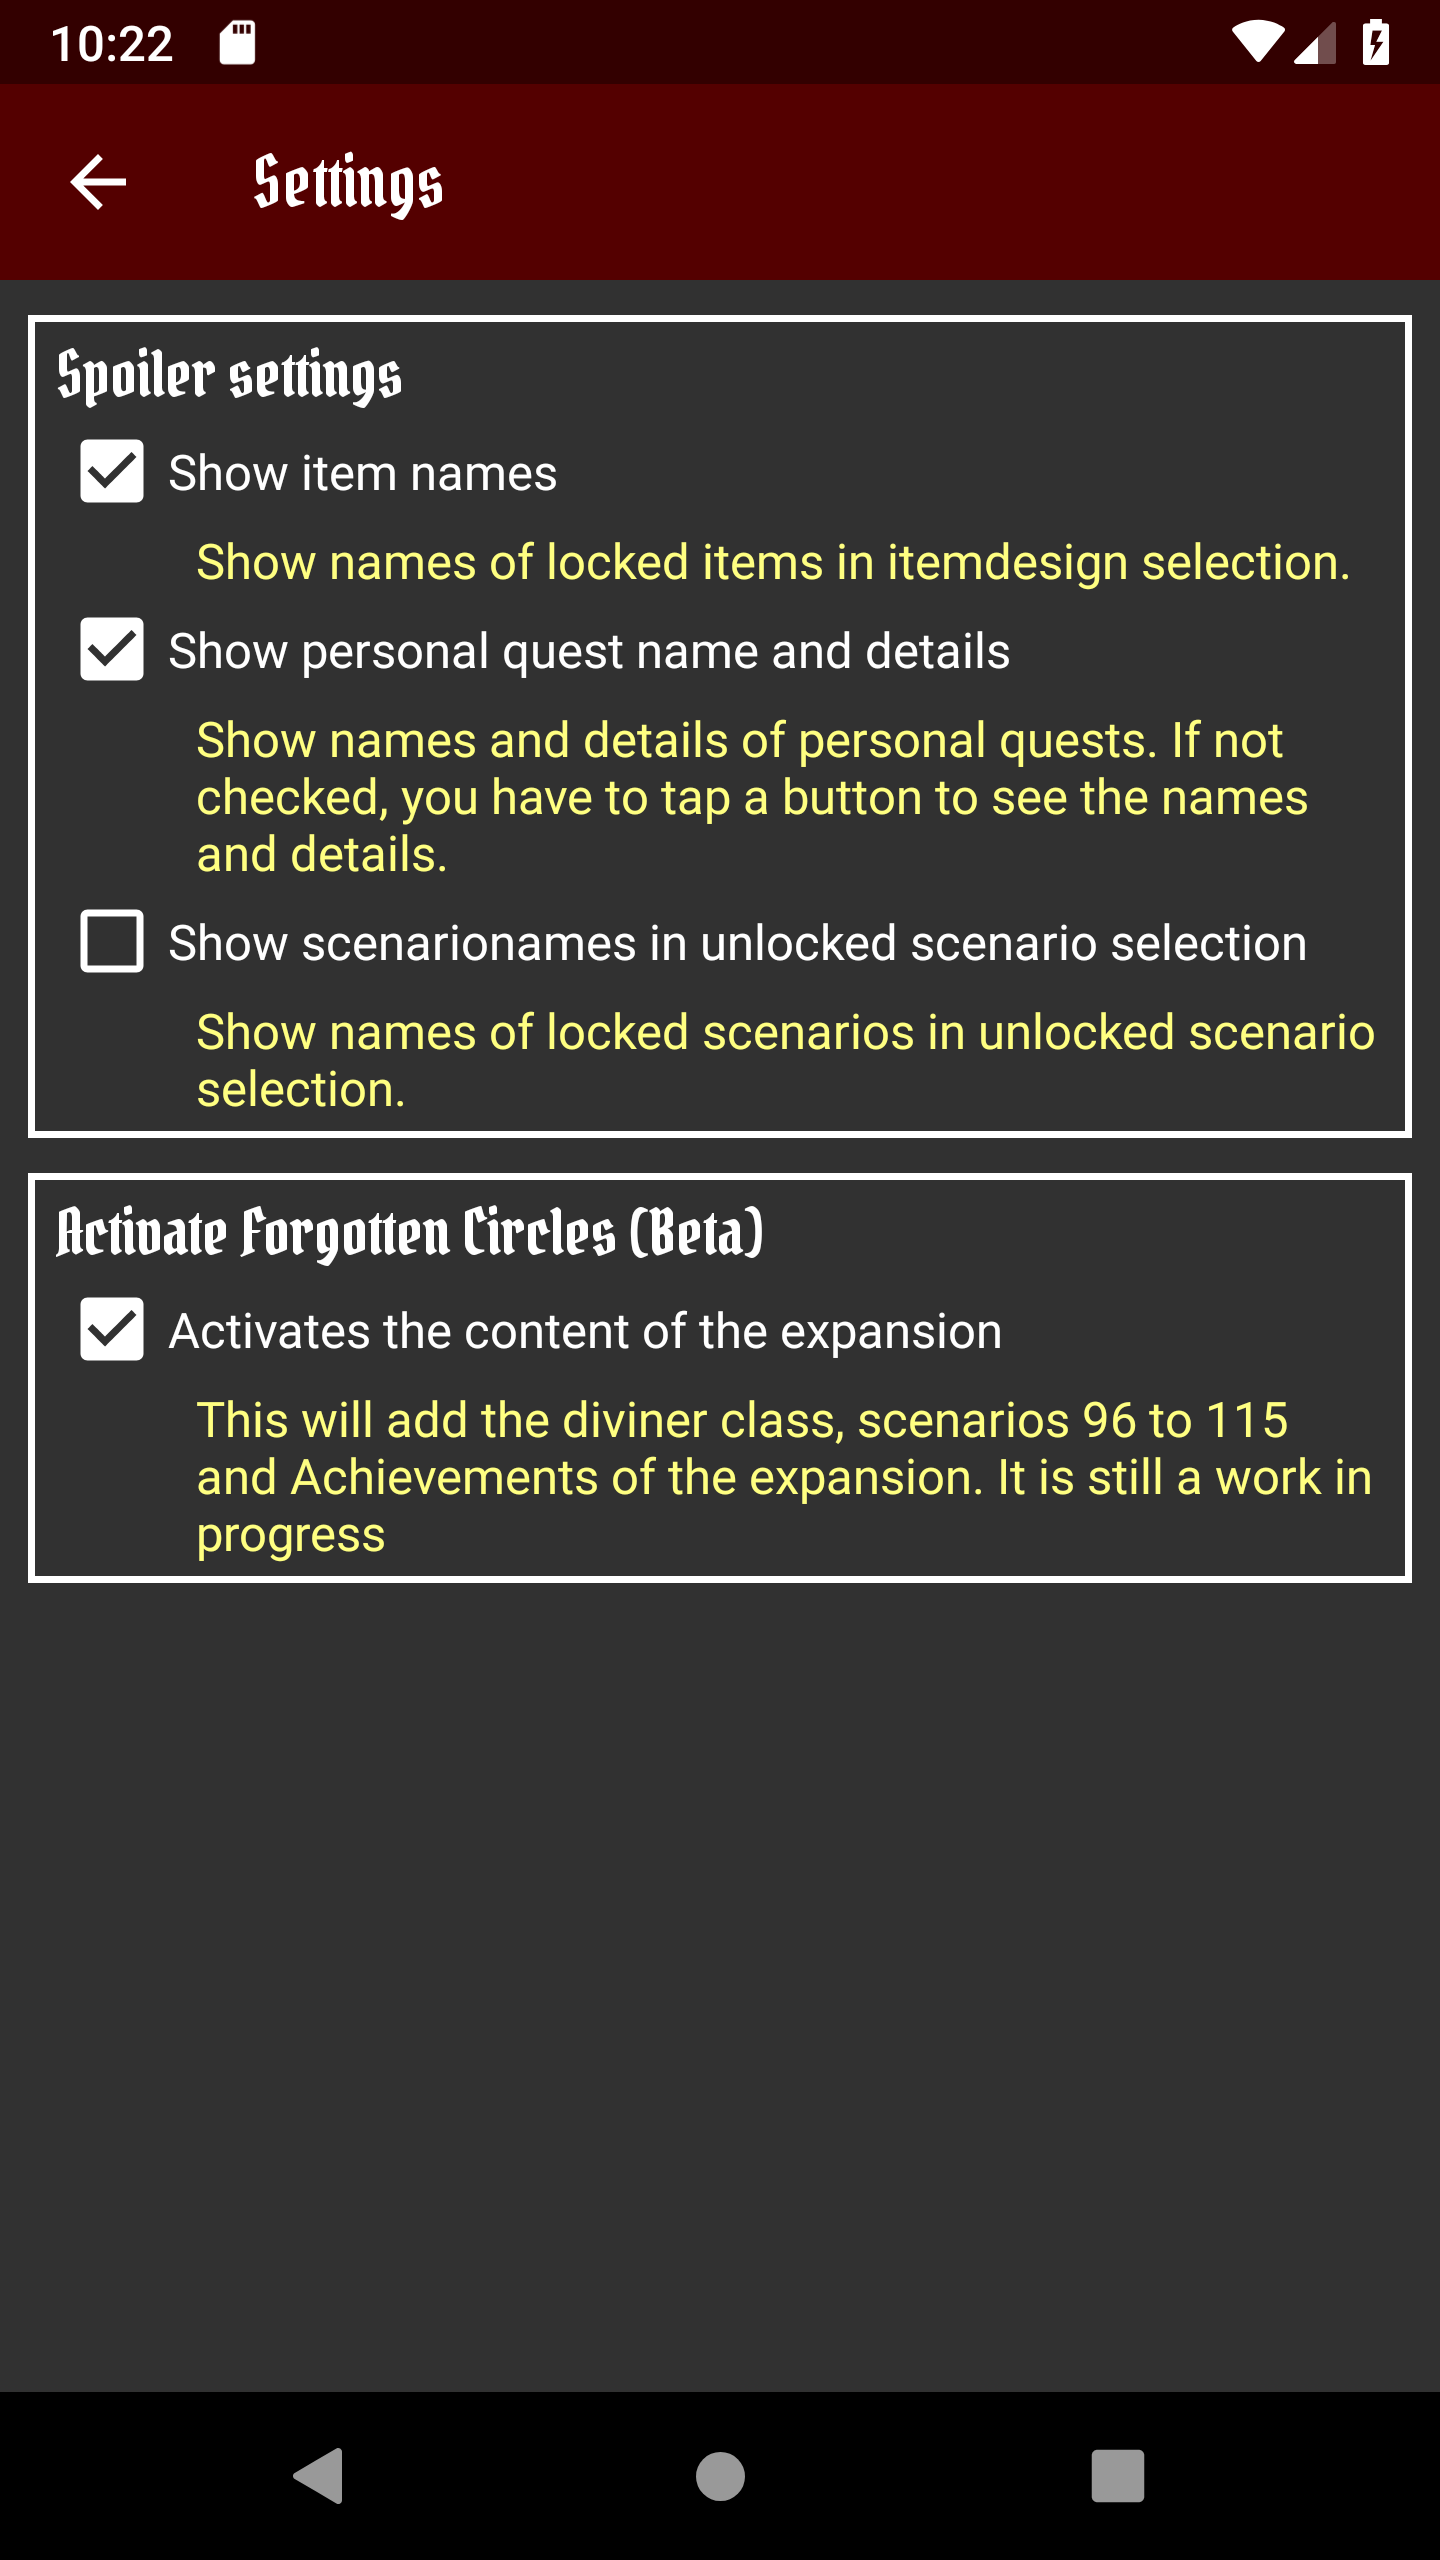 10:22
Settings
Spoiler settings
Show item names
Show names of locked items in itemdesign selection.
Show personal quest name and details
Show names and details of personal quests. If not
checked, you have to tap a button to see the names
and details.
Show scenarionames in unlocked scenario selection
Show names of locked scenarios in unlocked scenario
selection.
Activate Forgotten Circles (Beta)
Activates the content of the expansion
This will add the diviner class, scenarios 96 to 115
and Achievements of the expansion. It is still a work in
progress